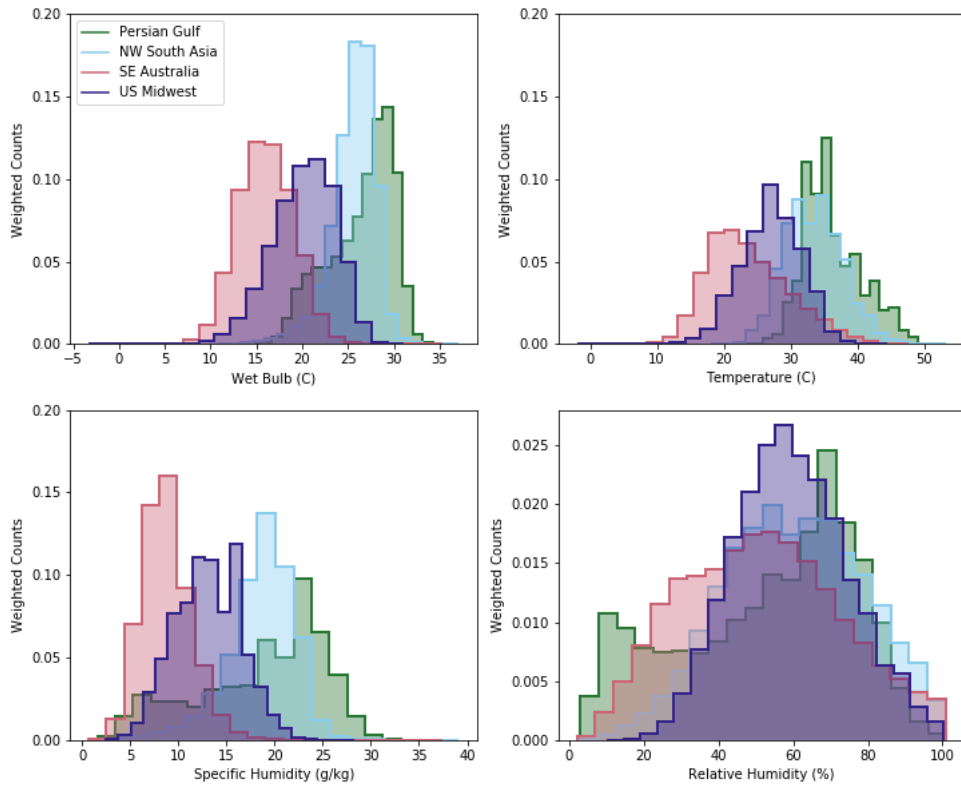 0.20
0.15
0.10
0.05
0.00
Weighted Counts
Persian Gulf
NW South Asia
SE Australia
US Midwest
−5 0 5 10 15 20 25 30 35
Wet Bulb (C)
0.20
0.15
0.10
0.05
0.00
Weighted Counts
0 10 20 30 40 50
Temperature (C)
0.20
0.15
0.10
0.05
0.00
Weighted Counts
0 5 10 15 20 25 30 35 40
Specific Humidity (g/kg)
0.025
0.020
0.015
0.010
0.005
0.000
Weighted Counts
0 20 40 60 80 100
Relative Humidity (%)